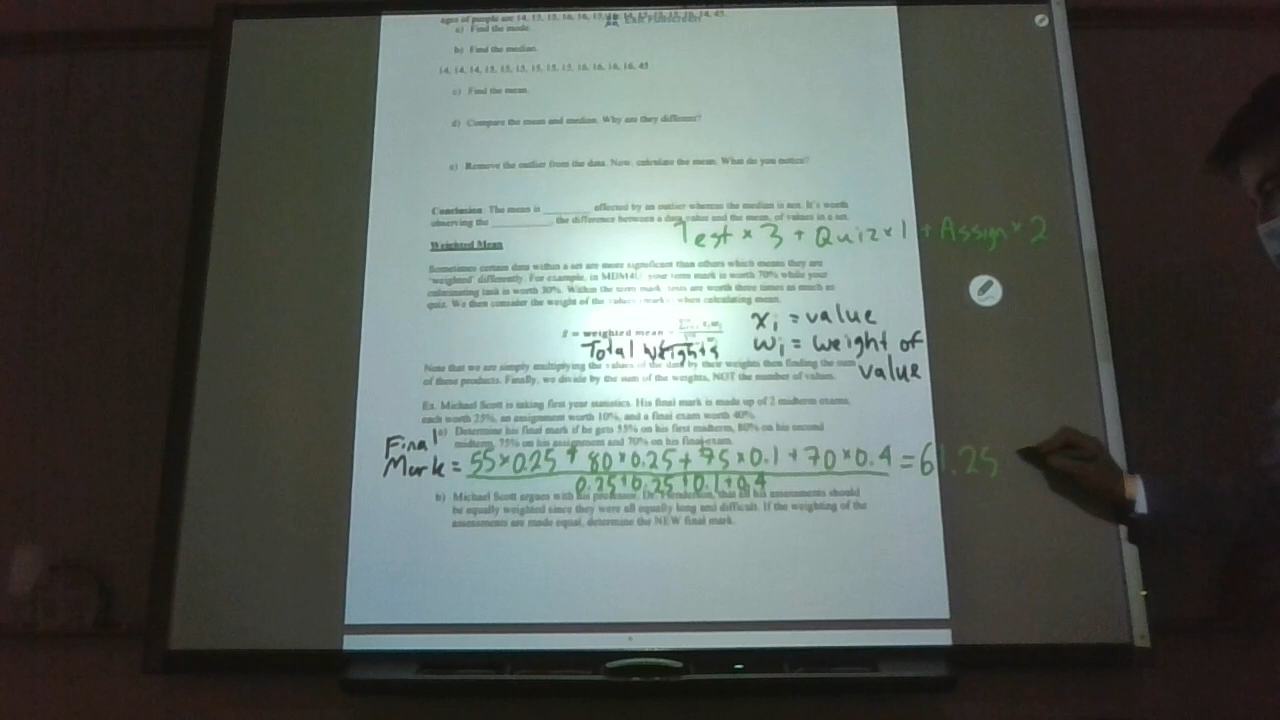 ages of people are 14, 15, 15, 16, 16, 15,
Exit Fullscreen
a) Find the mode.
b) Find the median.
14, 14, 14, 15, 15, 15, 15, 15, 15, 16, 16, 16, 16, 45
c) Find the mean.
d) Compare the mean and median. Why are they different?
e) Remove the outlier from the data. Now, calculate the mean. What do you notice?
Conclusion: The mean is ________ affected by an outlier whereas the median is not. It's worth
observing the __________ the difference between a data value and the mean, of values in a set.
Test × 3 + Quiz × 1 + Assign × 2
Weighted Mean
Sometimes certain data within a set are more significant than others which means they are
'weighted' differently. For example, in MDM4U your term mark is worth 70% while your
culminating task is worth 30%. Within the term mark, tests are worth three times as much as
quiz. We then consider the weight of the values (marks) when calculating mean.
x̄ = weighted mean =
xi = value
Total Weights
wi = weight of
value
Note that we are simply multiplying the values of the data by their weights then finding the sum
of these products. Finally, we divide by the sum of the weights, NOT the number of values.
Ex. Michael Scott is taking first year statistics. His final mark is made up of 2 midterm exams,
each worth 25%, an assignment worth 10%, and a final exam worth 40%.
a) Determine his final mark if he gets 55% on his first midterm, 80% on his second
midterm, 75% on his assignment and 70% on his final exam.
Final
Mark = 55×0.25 + 80×0.25 + 75×0.1 + 70×0.4 = 61.25
0.25+0.25+0.1+0.4
b) Michael Scott argues with his professor, Dr. that all his assessments should
be equally weighted since they were all equally long and difficult. If the weighting of the
assessments are made equal, determine the NEW final mark.